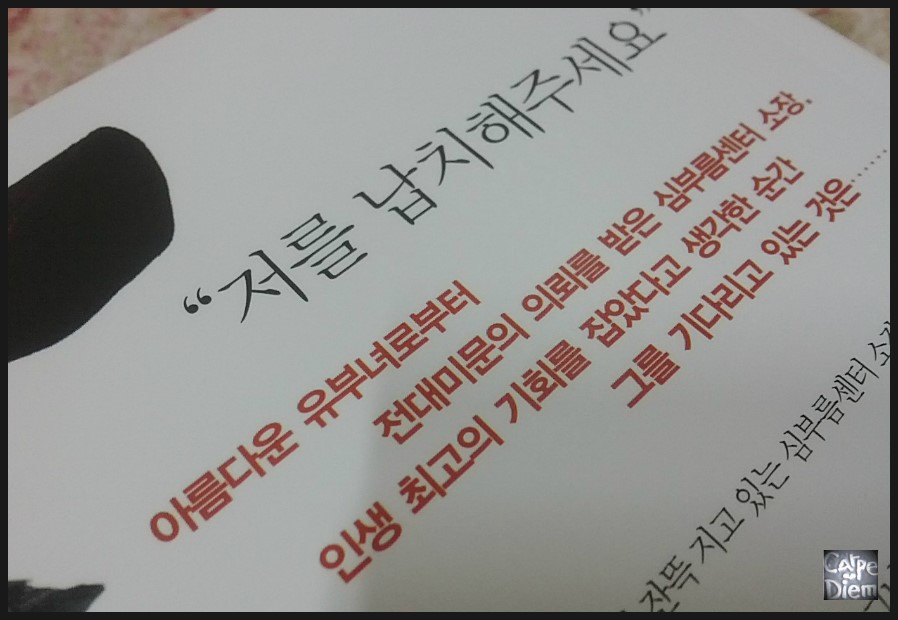 “저를 납치해주세요”
아름다운 유부녀로부터
전대미문의 의뢰를 받은 심부름센터 소장.
인생 최고의 기회를 잡았다고 생각한 순간
그를 기다리고 있는 것은……
잔뜩 지고 있는 심부름센터
Carpe
Diem